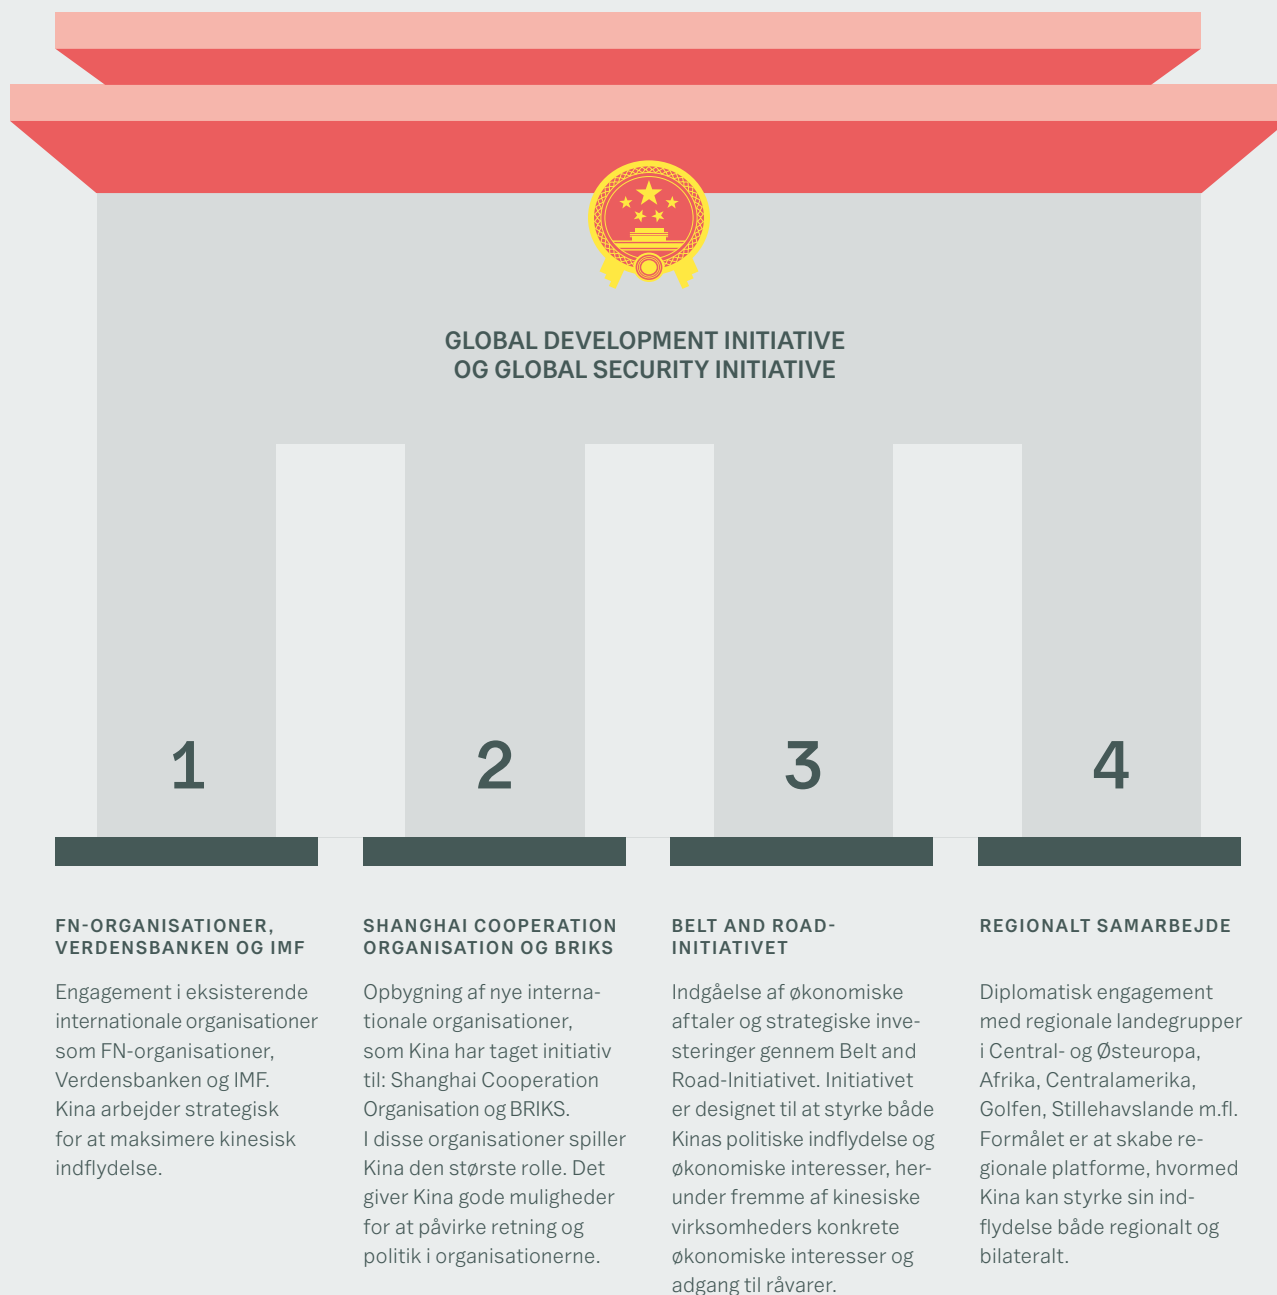 GLOBAL DEVELOPMENT INITIATIVE
OG GLOBAL SECURITY INITIATIVE
1
2
3
4
FN-ORGANISATIONER,
VERDENSBANKEN OG IMF
Engagement i eksisterende
internationale organisationer
som FN-organisationer,
Verdensbanken og IMF.
Kina arbejder strategisk
for at maksimere kinesisk
indflydelse.
SHANGHAI COOPERATION
ORGANISATION OG BRIKS
Opbygning af nye interna-
tionale organisationer,
som Kina har taget initiativ
til: Shanghai Cooperation
Organisation og BRIKS.
I disse organisationer spiller
Kina den største rolle. Det
giver Kina gode muligheder
for at påvirke retning og
politik i organisationerne.
BELT AND ROAD-
INITIATIVET
Indgåelse af økonomiske
aftaler og strategiske inve-
steringer gennem Belt and
Road-Initiativet. Initiativet
er designet til at styrke både
Kinas politiske indflydelse og
økonomiske interesser, her-
under fremme af kinesiske
virksomheders konkrete
økonomiske interesser og
adgang til råvarer.
REGIONALT SAMARBEJDE
Diplomatisk engagement
med regionale landegrupper
i Central- og Østeuropa,
Afrika, Centralamerika,
Golfen, Stillehavslande m.fl.
Formålet er at skabe re-
gionale platforme, hvormed
Kina kan styrke sin ind-
flydelse både regionalt og
bilateralt.